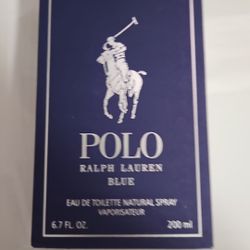 POLO
RALPH LAUREN
BLUE
EAU DE TOILETTE NATURAL SPRAY
VAPORISATEUR
6.7 FL. OZ. 200 ml